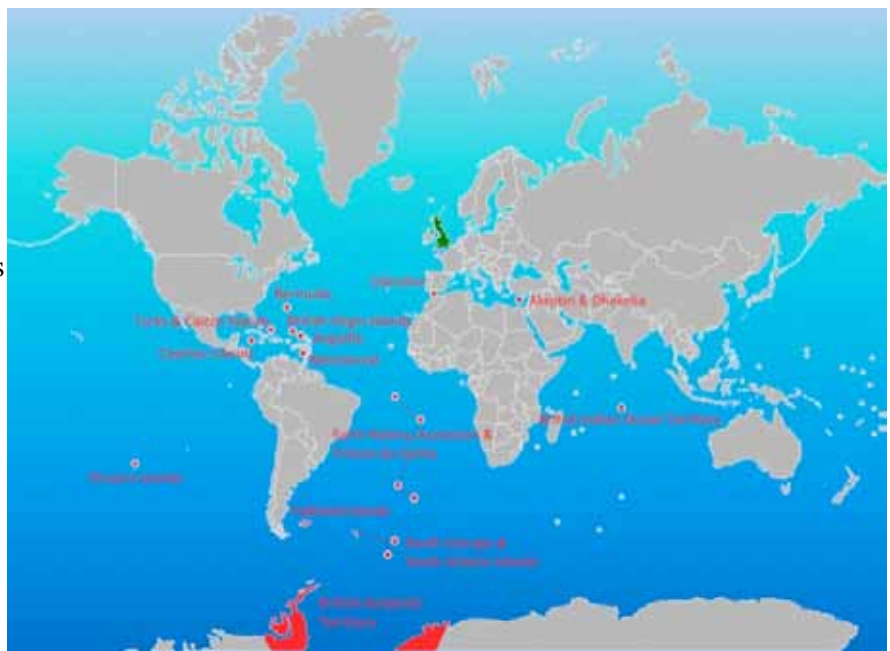 s
Bermuda
Gibraltar
Akrotiri & Dhekelia
Turks & Caicos Islands
British Virgin Islands
Anguilla
Cayman Islands
Montserrat
British Indian Ocean Territory
Saint Helena, Ascension &
Tristan da Cunha
Pitcairn Islands
Falkland Islands
South Georgia &
South Sandwich Islands
British Antarctic
Territory